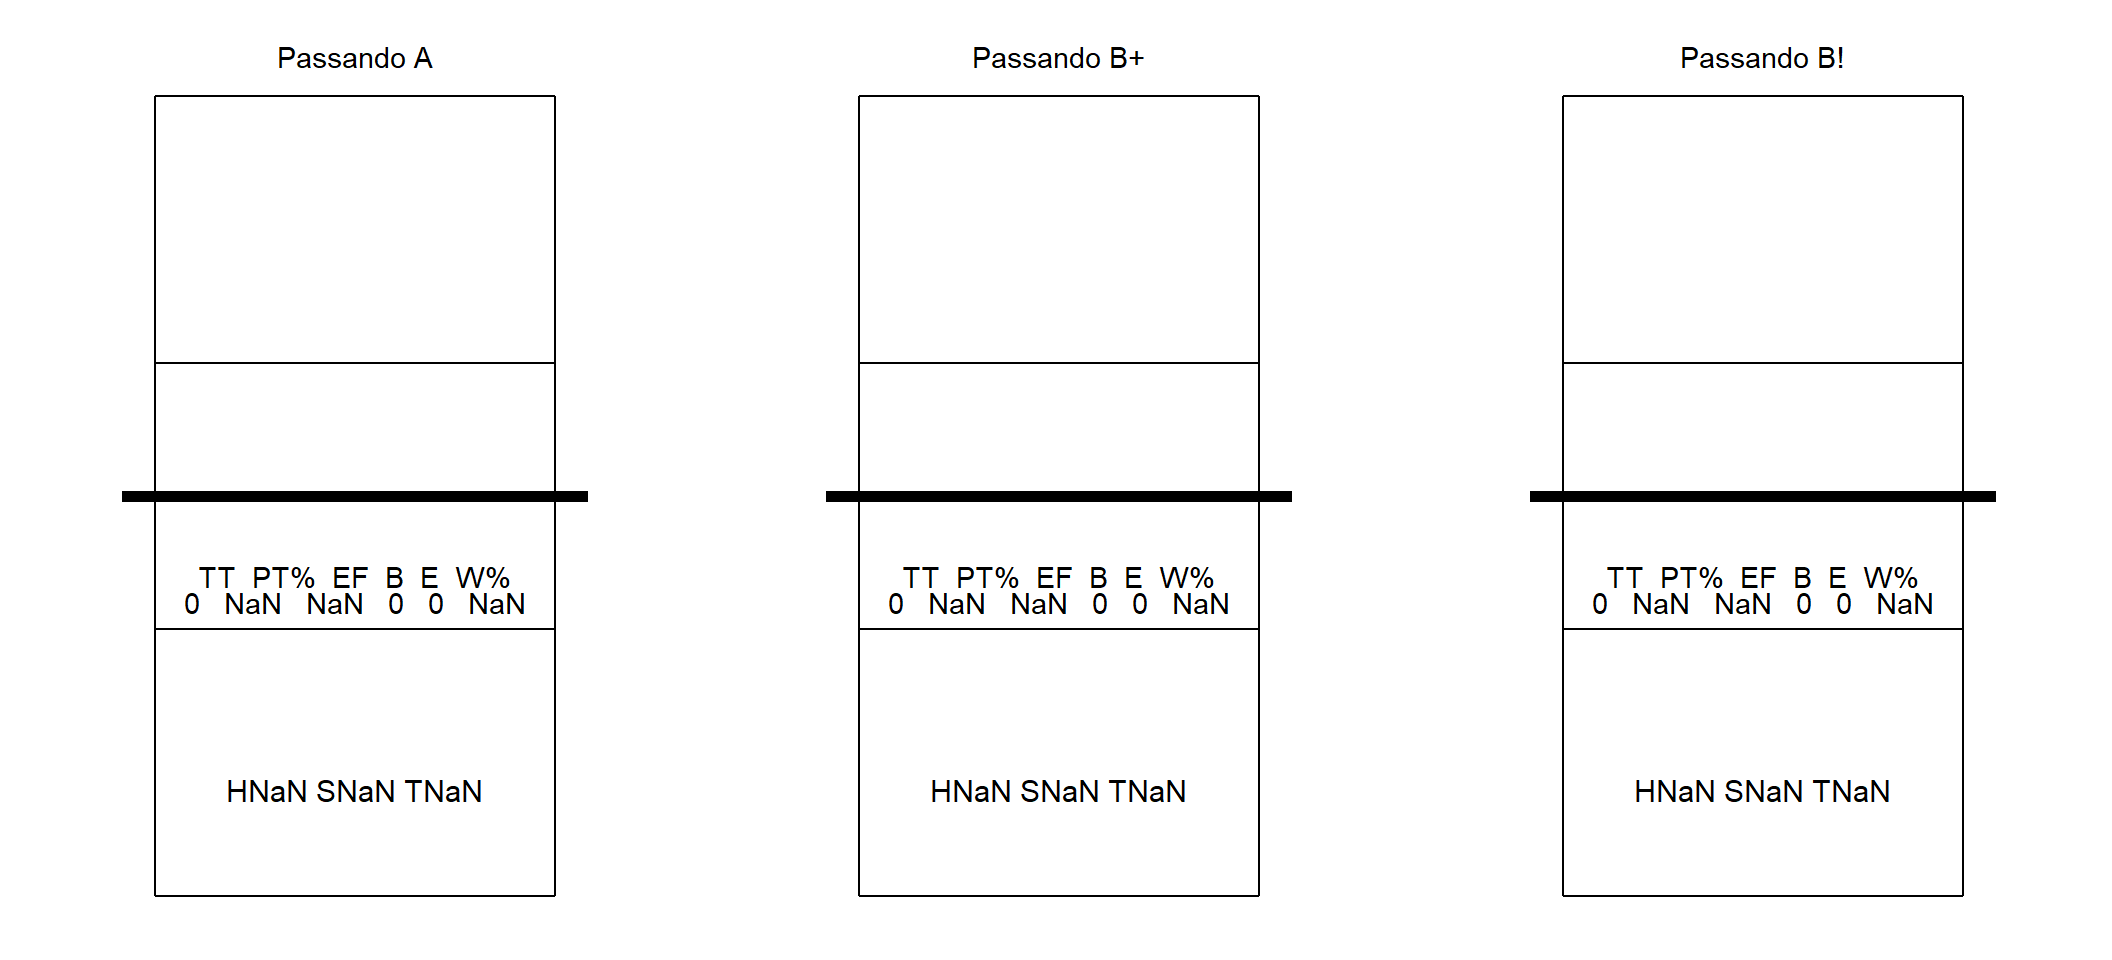 Passando A
TT PT% EF B E W%
0 NaN NaN 0 0 NaN
HNaN SNaN TNaN
Passando B+
TT PT% EF B E W%
0 NaN NaN 0 0 NaN
HNaN SNaN TNaN
Passando B!
TT PT% EF B E W%
0 NaN NaN 0 0 NaN
HNaN SNaN TNaN